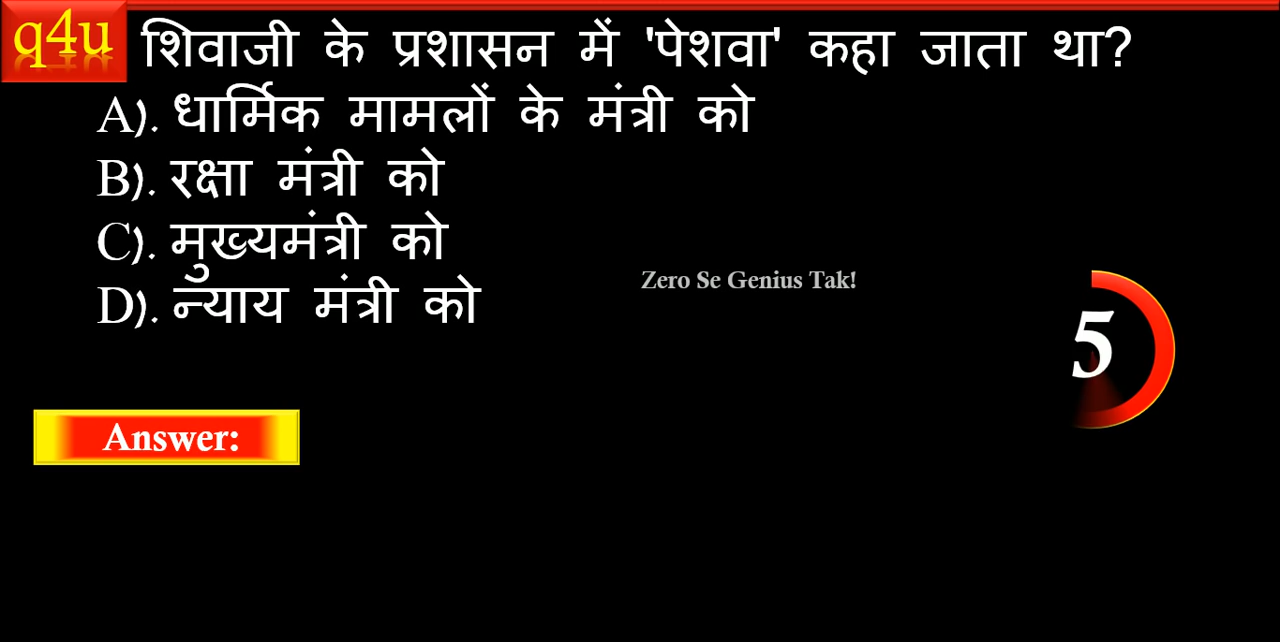 q4u शिवाजी के प्रशासन में 'पेशवा' कहा जाता था?
A). धार्मिक मामलों के मंत्री को
B). रक्षा मंत्री को
C). मुख्यमंत्री को
D). न्याय मंत्री को
Zero Se Genius Tak!
5
Answer: